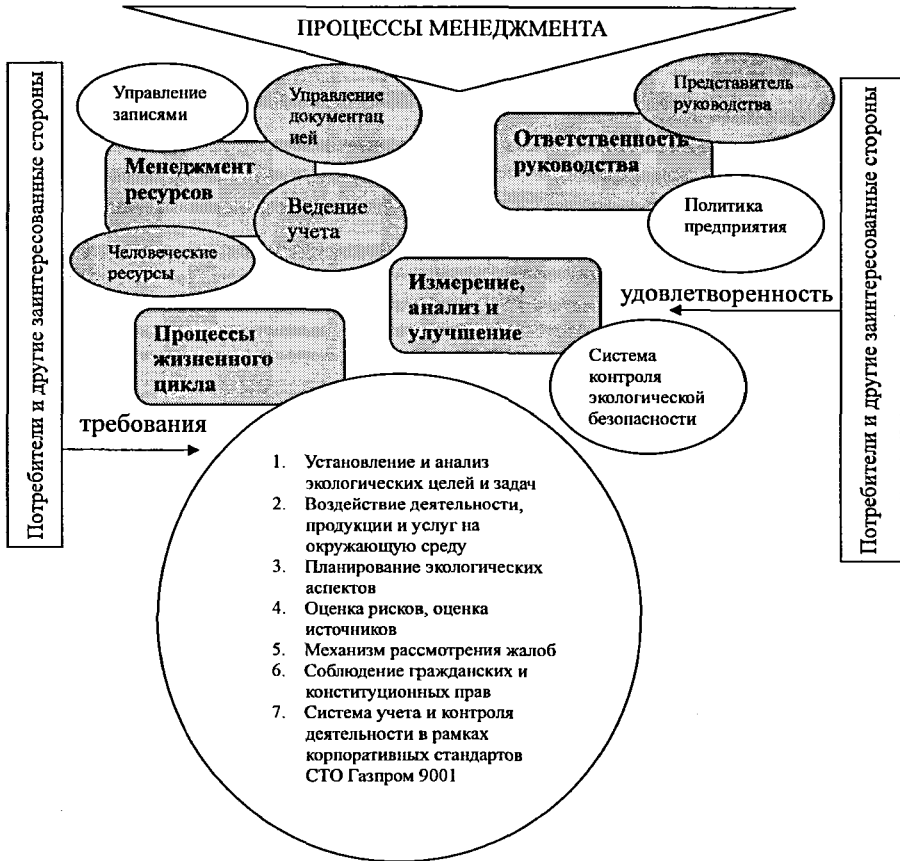 ПРОЦЕССЫ МЕНЕДЖМЕНТА
Потребители и другие заинтересованные стороны
Управление
записями
Управление
документац
ией
Менеджмент
ресурсов
Ведение
учета
Человеческие
ресурсы
Представитель
руководства
Ответственность
руководства
Политика
предприятия
Измерение,
анализ и
улучшение
удовлетворенность
Система
контроля
экологической
безопасности
Процессы
жизненного
цикла
требования
1. Установление и анализ
экологических целей и задач
2. Воздействие деятельности,
продукции и услуг на
окружающую среду
3. Планирование экологических
аспектов
4. Оценка рисков, оценка
источников
5. Механизм рассмотрения жалоб
6. Соблюдение гражданских и
конституционных прав
7. Система учета и контроля
деятельности в рамках
корпоративных стандартов
СТО Газпром 9001
Потребители и другие заинтересованные стороны